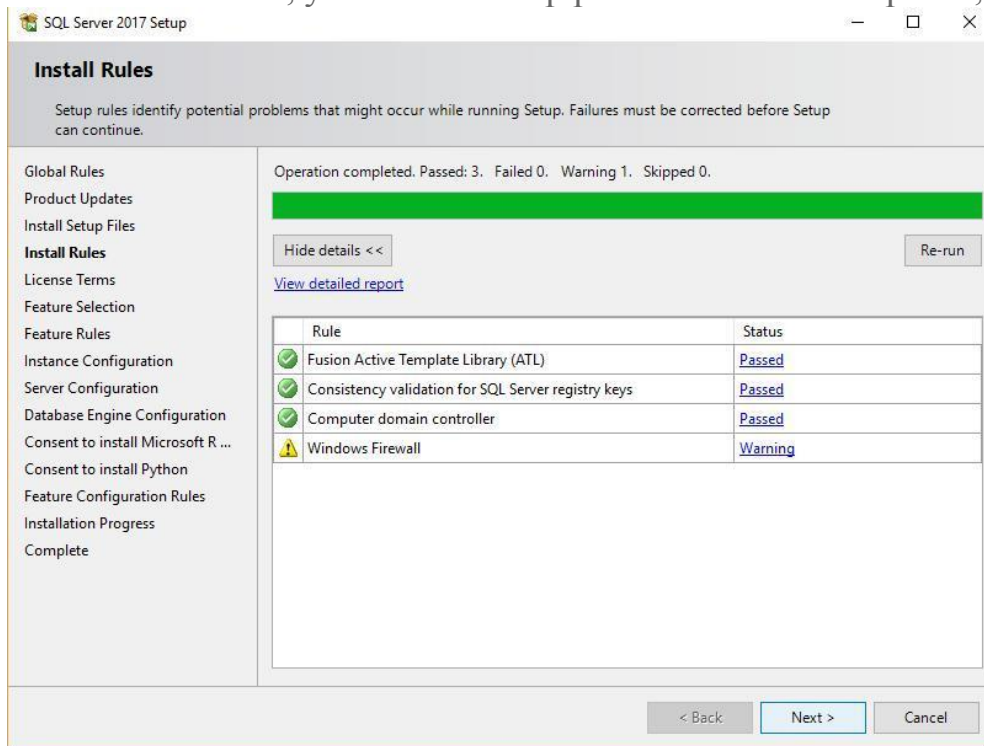 SQL Server 2017 Setup
Install Rules
Setup rules identify potential problems that might occur while running Setup. Failures must be corrected before Setup
can continue.
Global Rules
Product Updates
Install Setup Files
Install Rules
License Terms
Feature Selection
Feature Rules
Instance Configuration
Server Configuration
Database Engine Configuration
Consent to install Microsoft R ...
Consent to install Python
Feature Configuration Rules
Installation Progress
Complete
Operation completed. Passed: 3. Failed 0. Warning 1. Skipped 0.
Hide details <<
Re-run
View detailed report
Rule Status
Fusion Active Template Library (ATL) Passed
Consistency validation for SQL Server registry keys Passed
Computer domain controller Passed
Windows Firewall Warning
< Back Next > Cancel